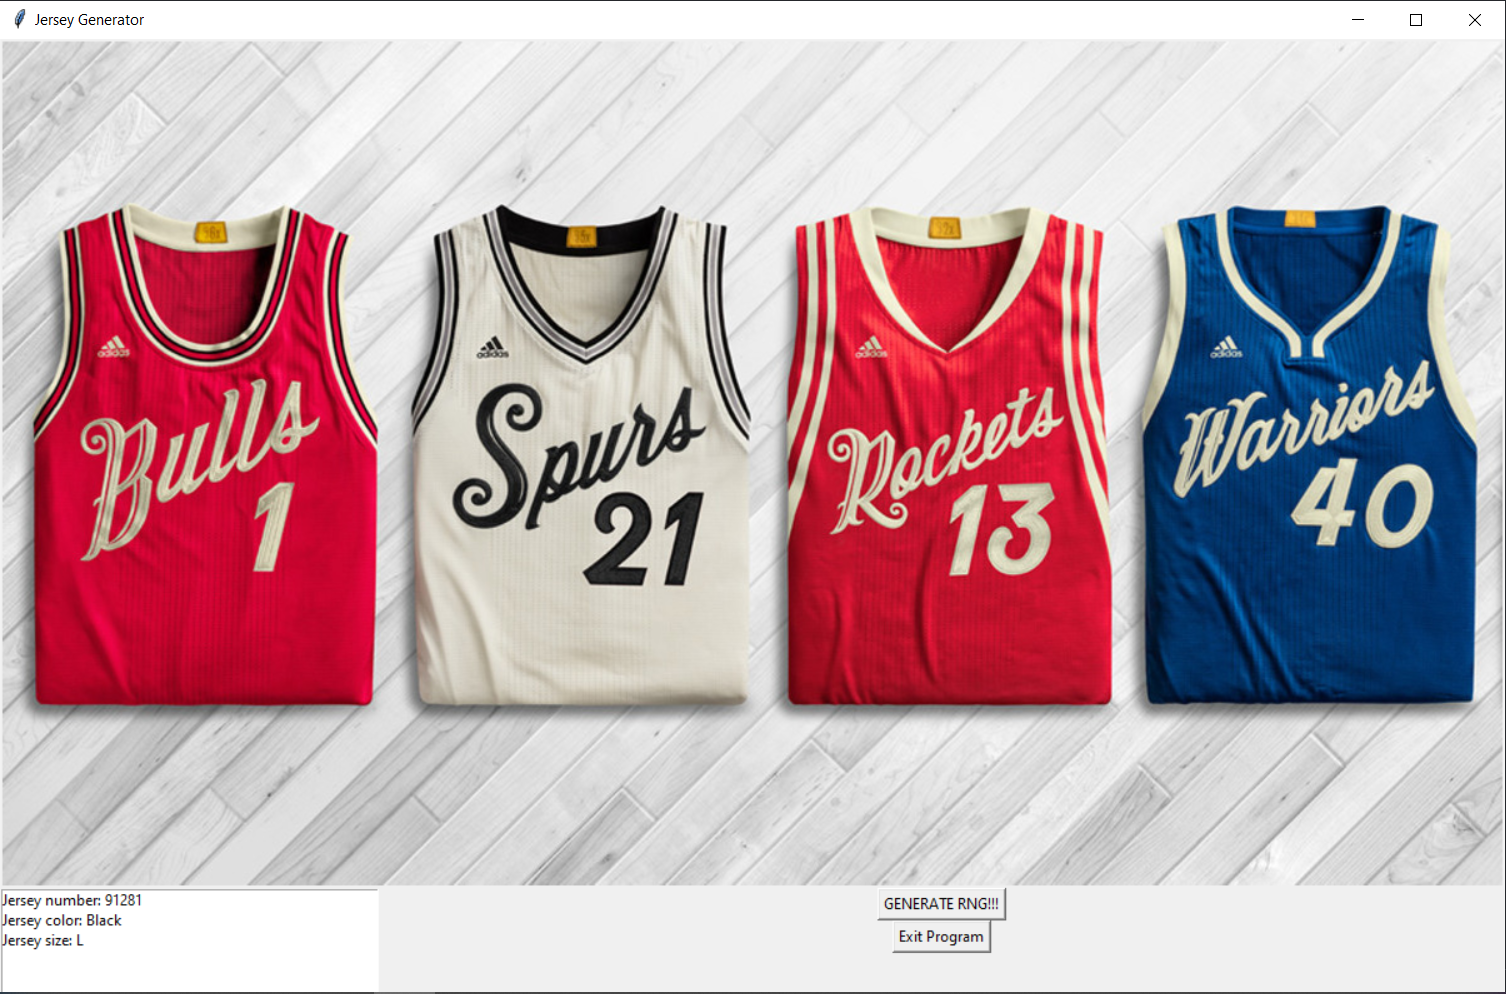 Jersey Generator
adidas
Bulls
1
adidas
Spurs
21
adidas
Rockets
13
adidas
Warriors
40
Jersey number: 91281
Jersey color: Black
Jersey size: L
GENERATE RNG!!!
Exit Program